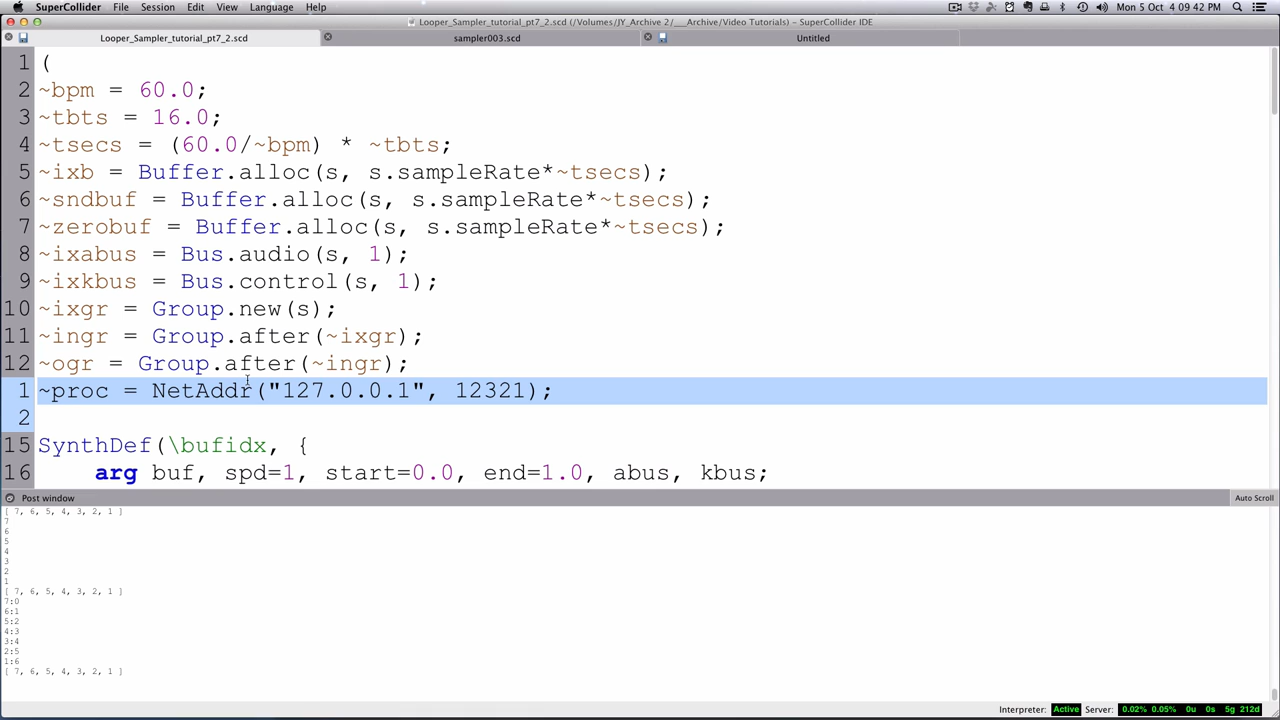 SuperCollider File Session Edit View Language Help Mon 5 Oct 4:09:42 PM
Looper_Sampler_tutorial_pt7_2.scd (/Volumes/JY_Archive 2/___Archive/Video Tutorials) – SuperCollider IDE
Looper_Sampler_tutorial_pt7_2.scd sampler003.scd Untitled
1 (
2 ~bpm = 60.0;
3 ~tbts = 16.0;
4 ~tsecs = (60.0/~bpm) * ~tbts;
5 ~ixb = Buffer.alloc(s, s.sampleRate*~tsecs);
6 ~sndbuf = Buffer.alloc(s, s.sampleRate*~tsecs);
7 ~zerobuf = Buffer.alloc(s, s.sampleRate*~tsecs);
8 ~ixabus = Bus.audio(s, 1);
9 ~ixkbus = Bus.control(s, 1);
10 ~ixgr = Group.new(s);
11 ~ingr = Group.after(~ixgr);
12 ~ogr = Group.after(~ingr);
1 ~proc = NetAddr("127.0.0.1", 12321);
2
15 SynthDef(\bufidx, {
16 arg buf, spd=1, start=0.0, end=1.0, abus, kbus;
Post window Auto Scroll
[ 7, 6, 5, 4, 3, 2, 1 ]
7
6
5
4
3
2
1
[ 7, 6, 5, 4, 3, 2, 1 ]
7:0
6:1
5:2
4:3
3:4
2:5
1:6
[ 7, 6, 5, 4, 3, 2, 1 ]
Interpreter: Active Server: 0.02% 0.05% 0u 0s 5g 212d